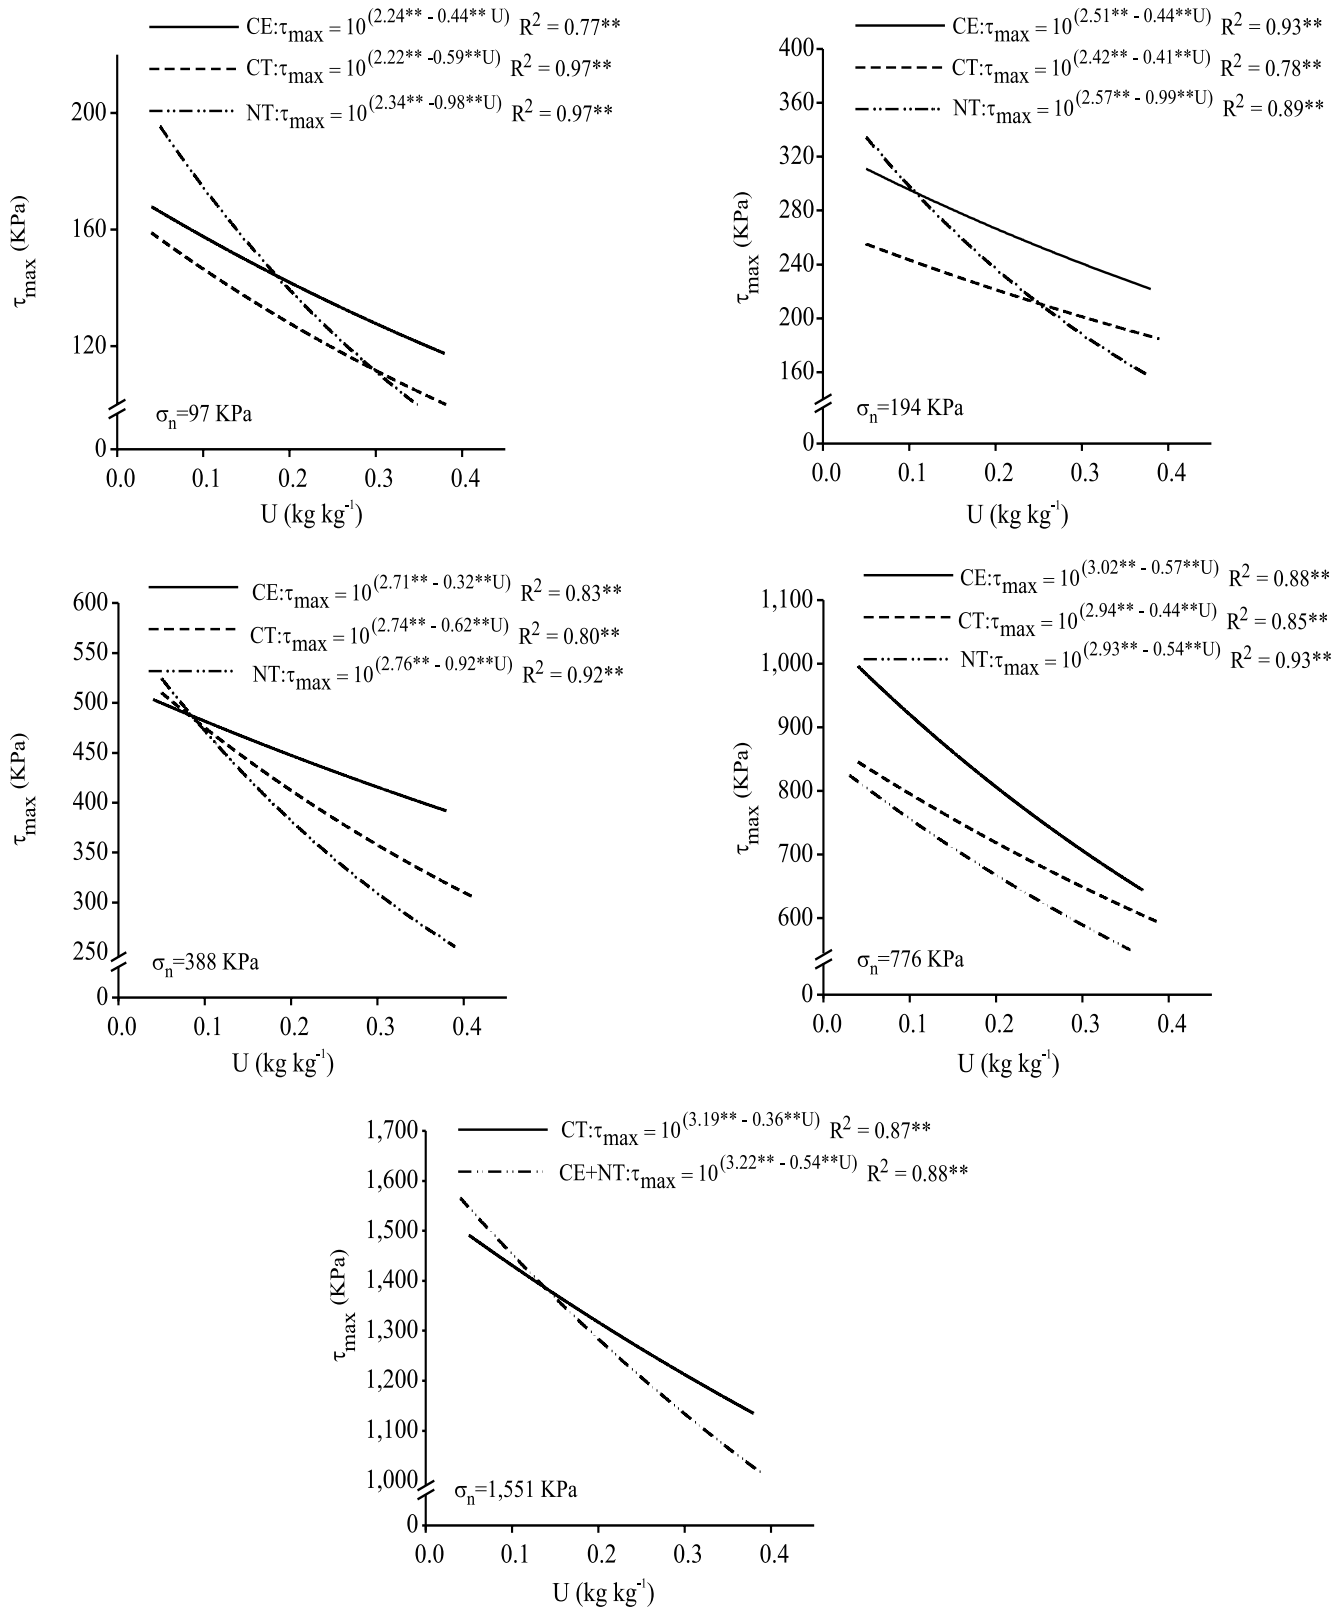 CE:τmax = 10^(2.24** - 0.44** U) R² = 0.77**
CT:τmax = 10^(2.22** -0.59**U) R² = 0.97**
NT:τmax = 10^(2.34** -0.98**U) R² = 0.97**
200
160
120
0
τmax (KPa)
σn=97 KPa
0.0 0.1 0.2 0.3 0.4
U (kg kg⁻¹)
CE:τmax = 10^(2.51** - 0.44**U) R² = 0.93**
CT:τmax = 10^(2.42** - 0.41**U) R² = 0.78**
NT:τmax = 10^(2.57** - 0.99**U) R² = 0.89**
400
360
320
280
240
200
160
0
τmax (KPa)
σn=194 KPa
0.0 0.1 0.2 0.3 0.4
U (kg kg⁻¹)
CE:τmax = 10^(2.71** - 0.32**U) R² = 0.83**
CT:τmax = 10^(2.74** - 0.62**U) R² = 0.80**
NT:τmax = 10^(2.76** - 0.92**U) R² = 0.92**
600
550
500
450
400
350
300
250
0
τmax (KPa)
σn=388 KPa
0.0 0.1 0.2 0.3 0.4
U (kg kg⁻¹)
CE:τmax = 10^(3.02** - 0.57**U) R² = 0.88**
CT:τmax = 10^(2.94** - 0.44**U) R² = 0.85**
NT:τmax = 10^(2.93** - 0.54**U) R² = 0.93**
1,100
1,000
900
800
700
600
0
τmax (KPa)
σn=776 KPa
0.0 0.1 0.2 0.3 0.4
U (kg kg⁻¹)
CT:τmax = 10^(3.19** - 0.36**U) R² = 0.87**
CE+NT:τmax = 10^(3.22** - 0.54**U) R² = 0.88**
1,700
1,600
1,500
1,400
1,300
1,200
1,100
1,000
0
τmax (KPa)
σn=1,551 KPa
0.0 0.1 0.2 0.3 0.4
U (kg kg⁻¹)